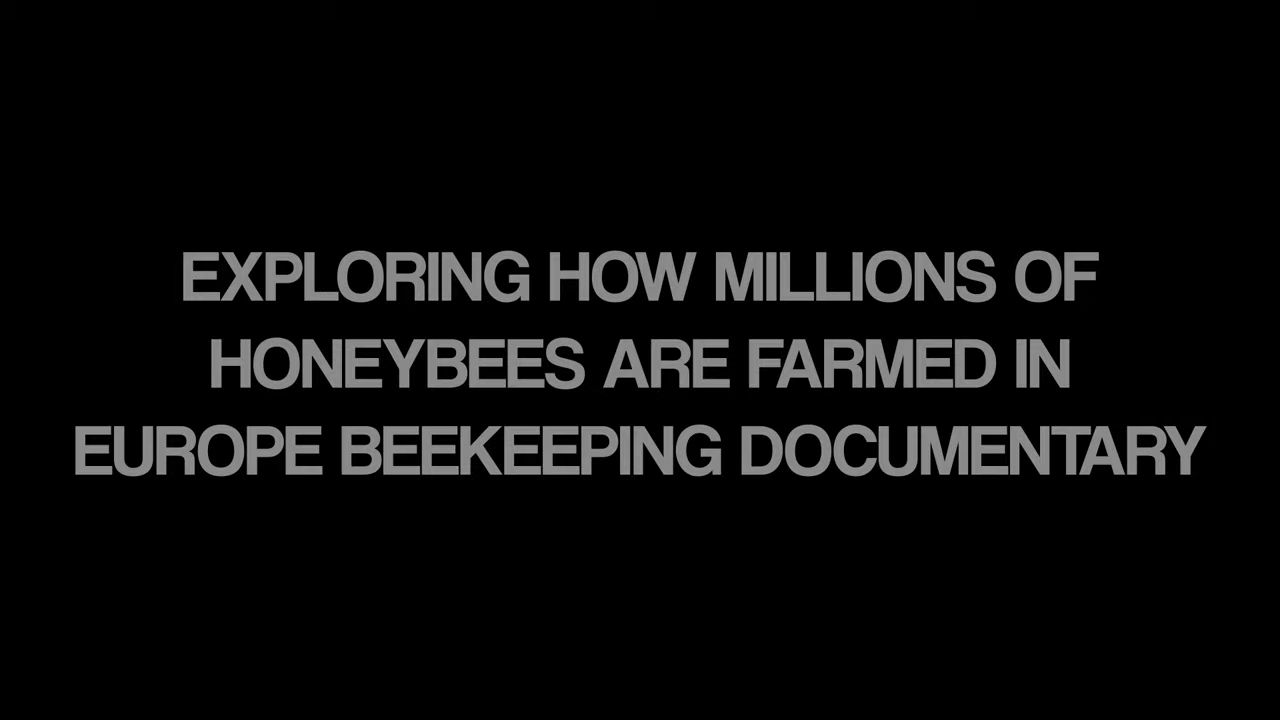 EXPLORING HOW MILLIONS OF
HONEYBEES ARE FARMED IN
EUROPE BEEKEEPING DOCUMENTARY